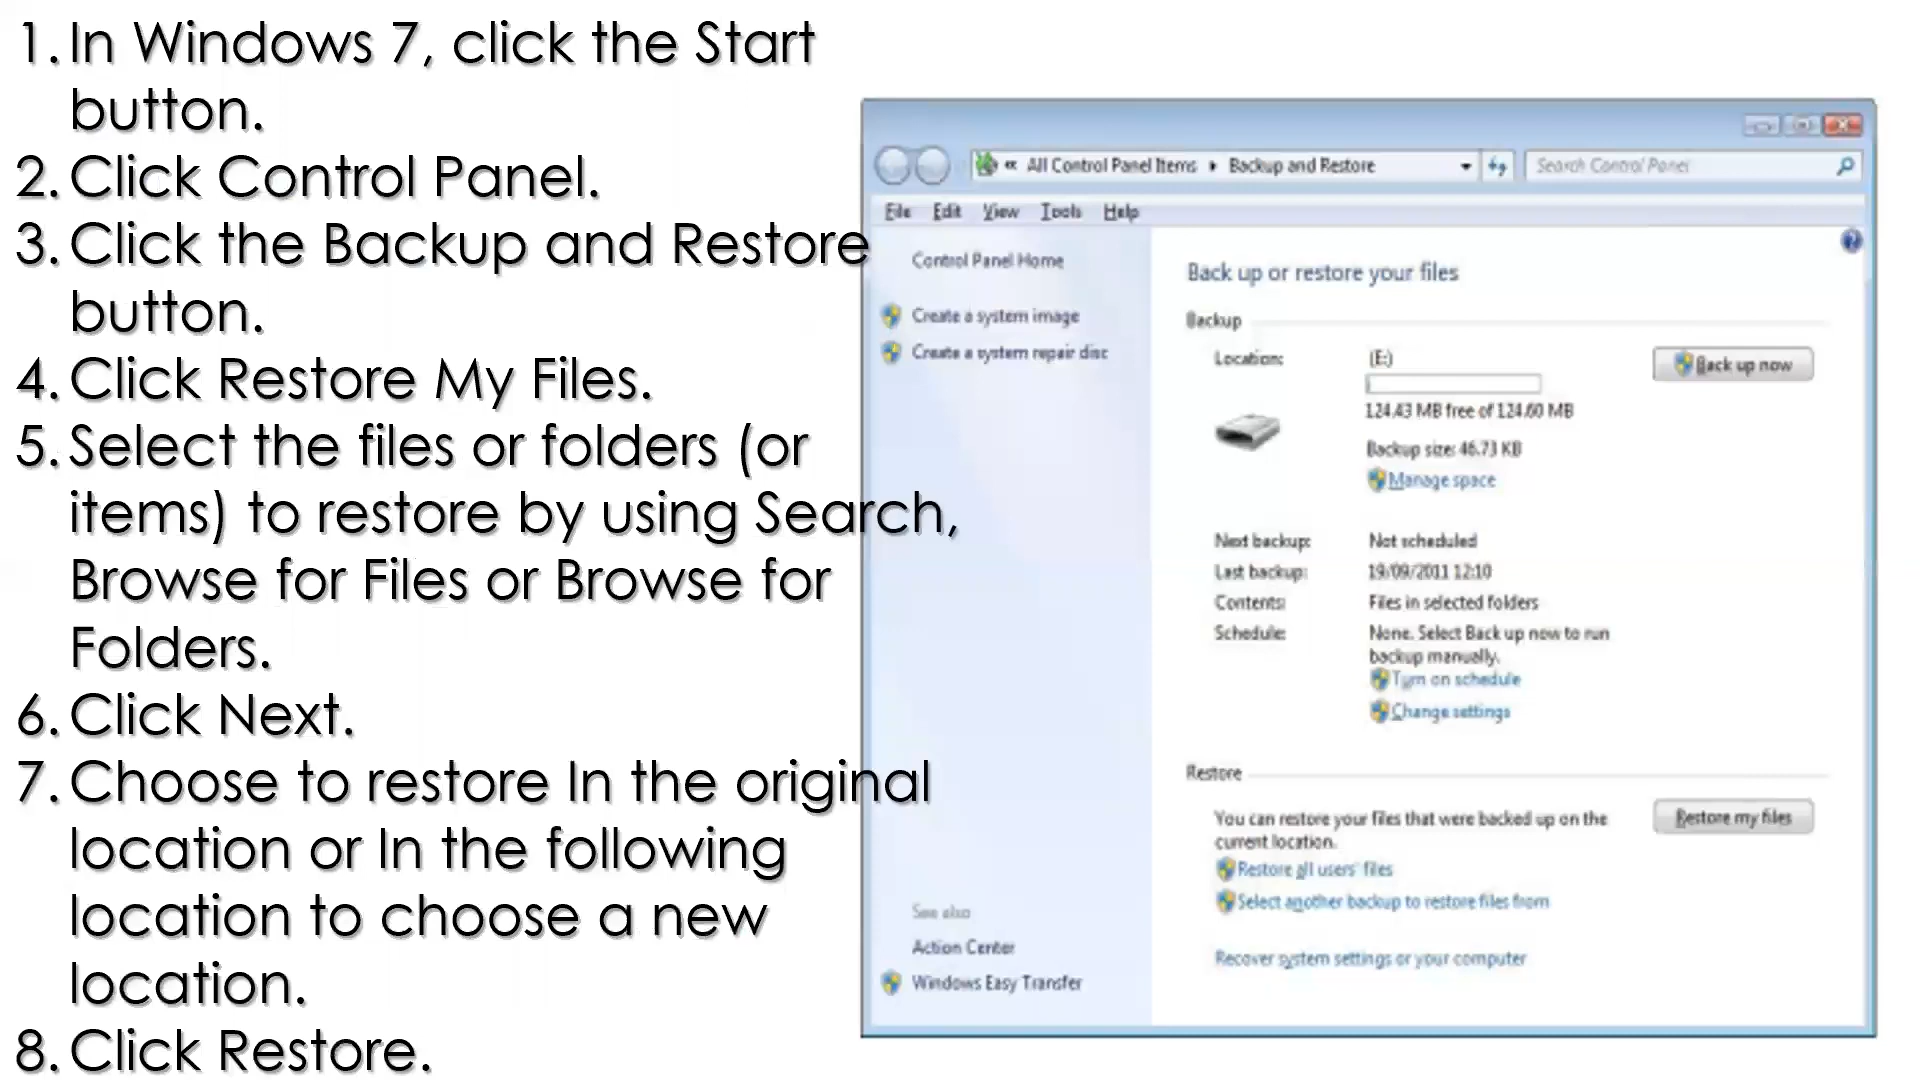 1. In Windows 7, click the Start
button.
2. Click Control Panel.
3. Click the Backup and Restore
button.
4. Click Restore My Files.
5. Select the files or folders (or
items) to restore by using Search,
Browse for Files or Browse for
Folders.
6. Click Next.
7. Choose to restore In the original
location or In the following
location to choose a new
location.
8. Click Restore.
« All Control Panel Items ▸ Backup and Restore
Search Control Panel
File Edit View Tools Help
Control Panel Home
Create a system image
Create a system repair disc
See also
Action Center
Windows Easy Transfer
Back up or restore your files
Backup
Location: (E:)
Back up now
124.43 MB free of 124.60 MB
Backup size: 46.73 KB
Manage space
Next backup: Not scheduled
Last backup: 19/09/2011 12:10
Contents: Files in selected folders
Schedule: None. Select Back up now to run
backup manually.
Turn on schedule
Change settings
Restore
You can restore your files that were backed up on the
current location.
Restore my files
Restore all users' files
Select another backup to restore files from
Recover system settings or your computer